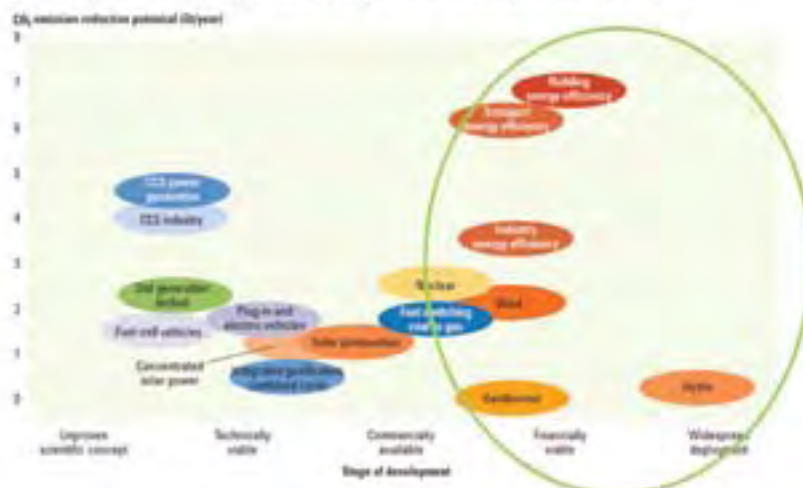 CO₂ emission reduction potential (Gt/year)
8
7
6
5
4
3
2
1
0
Building
energy efficiency
Transport
energy efficiency
CCS power
generation
CCS industry
Industry
energy efficiency
Nuclear
2nd generation
biofuel
Wind
Plug-in and
electric vehicles
Fuel switching
coal to gas
Fuel-cell vehicles
Solar photovoltaic
Concentrated
solar power
Integrated gasification
combined cycle
Geothermal
Hydro
Unproven
scientific concept
Technically
viable
Commercially
available
Financially
viable
Widespread
deployment
Stage of development